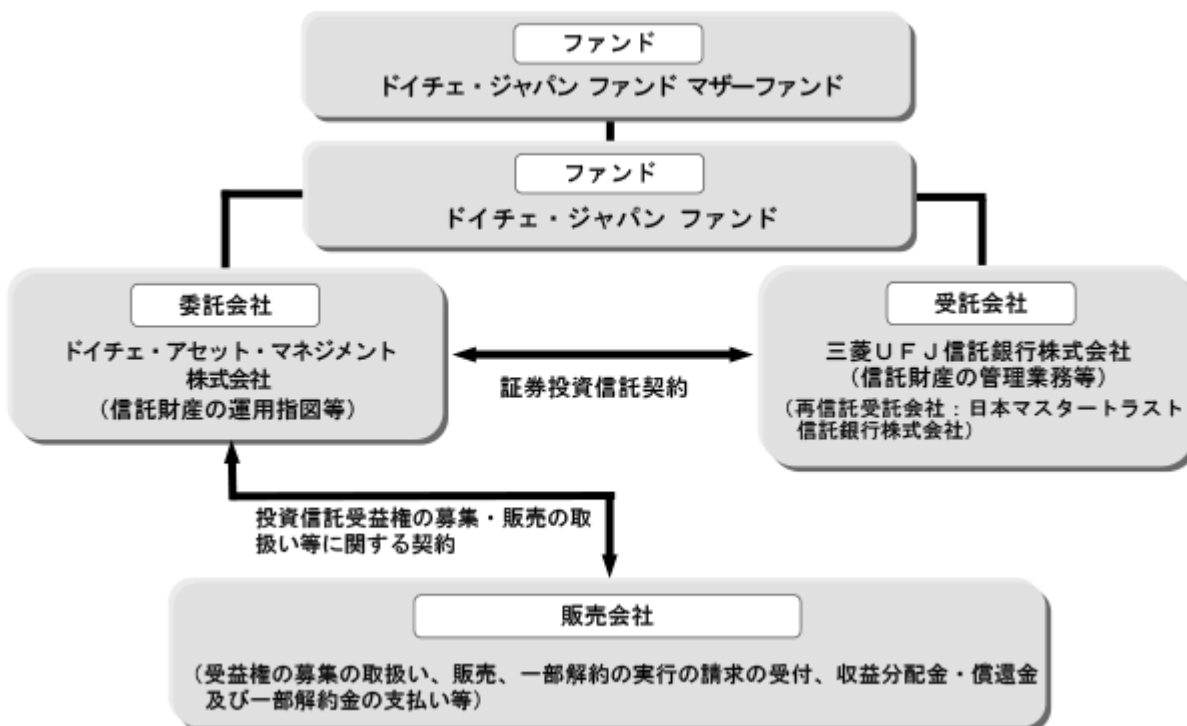 ファンド
ドイチェ・ジャパン ファンド マザーファンド
ファンド
ドイチェ・ジャパン ファンド
委託会社
ドイチェ・アセット・マネジメント
株式会社
（信託財産の運用指図等）
証券投資信託契約
受託会社
三菱ＵＦＪ信託銀行株式会社
（信託財産の管理業務等）
（再信託受託会社：日本マスタートラスト
信託銀行株式会社）
投資信託受益権の募集・販売の取
扱い等に関する契約
販売会社
（受益権の募集の取扱い、販売、一部解約の実行の請求の受付、収益分配金・償還金
及び一部解約金の支払い等）